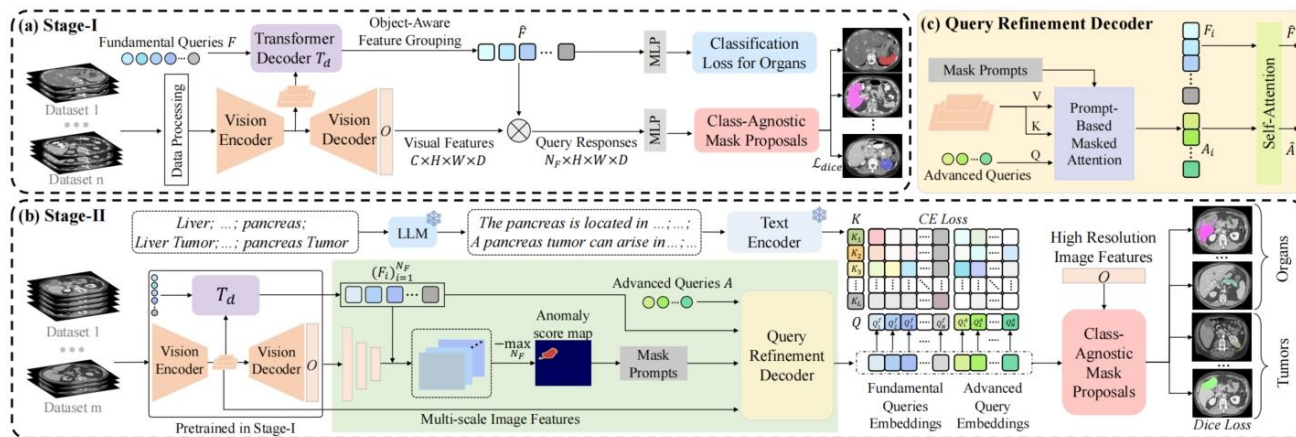 (a) Stage-I
Fundamental Queries F
Dataset 1
Dataset n
Data Processing
Vision
Encoder
Transformer
Decoder T_d
Vision
Decoder
O
Object-Aware
Feature Grouping
F̂
Visual Features
C×H×W×D
Query Responses
N_F×H×W×D
MLP
Classification
Loss for Organs
MLP
Class-Agnostic
Mask Proposals
ℒ_dice
(c) Query Refinement Decoder
Mask Prompts
V
K
Q
Advanced Queries
Prompt-
Based
Masked
Attention
F_i
A_i
Self-Attention
F̂
Â
(b) Stage-II
Liver; ...; pancreas;
Liver Tumor;...; pancreas Tumor
LLM
The pancreas is located in ...;...;
A pancreas tumor can arise in...;...
Text
Encoder
Dataset 1
Dataset m
T_d
Vision
Encoder
Vision
Decoder
O
Pretrained in Stage-I
(F_i)_{i=1}^{N_F}
−max
N_F
Anomaly
score map
Mask
Prompts
Advanced Queries A
Multi-scale Image Features
Query
Refinement
Decoder
K
CE Loss
K_1
K_2
K_3
K_L
Q
Fundamental
Queries
Embeddings
Advanced
Query
Embeddings
High Resolution
Image Features
O
Class-
Agnostic
Mask
Proposals
Organs
Tumors
Dice Loss